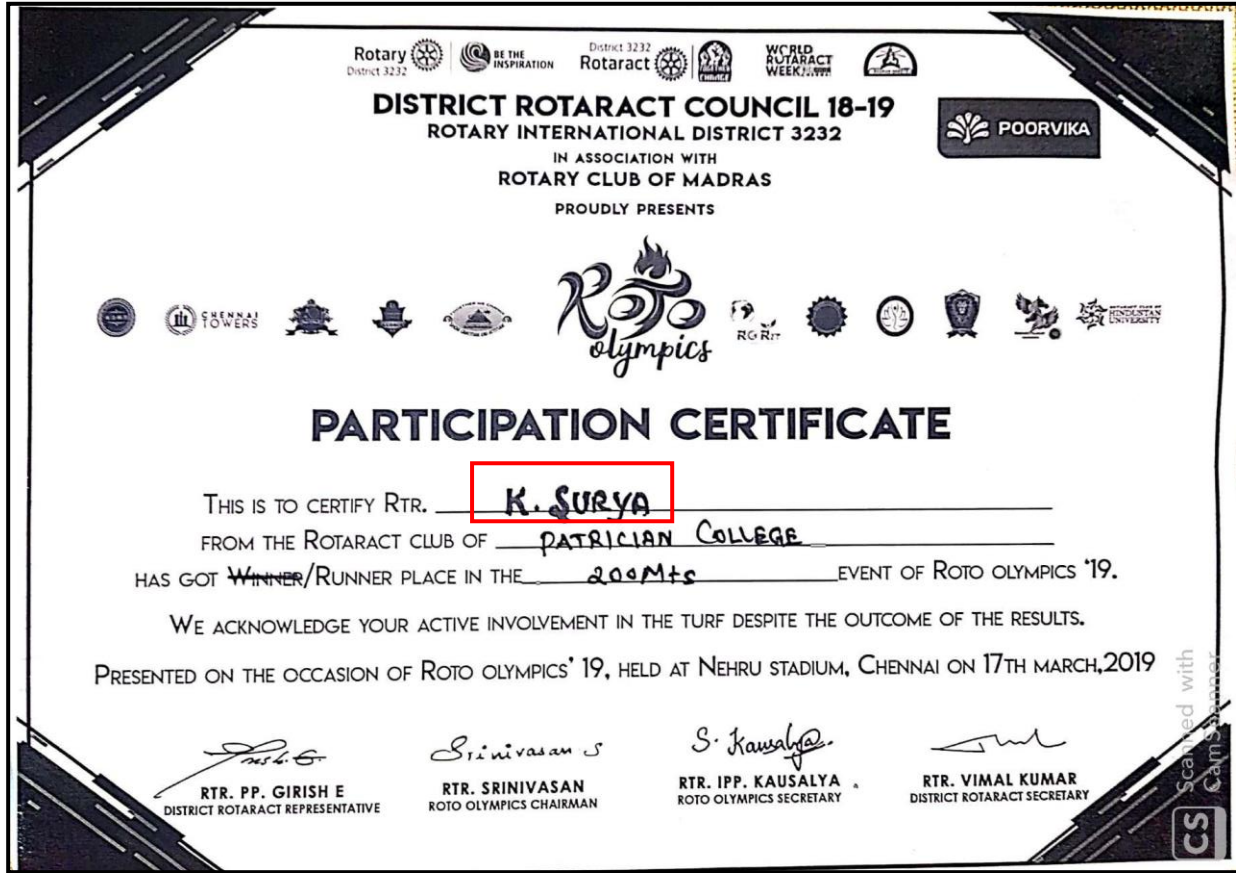 Rotary
District 3232
BE THE
INSPIRATION
District 3232
Rotaract
TOGETHER
CHANGE
WORLD
RUTARACT
WEEK
DISTRICT ROTARACT COUNCIL 18-19
ROTARY INTERNATIONAL DISTRICT 3232
POORVIKA
IN ASSOCIATION WITH
ROTARY CLUB OF MADRAS
PROUDLY PRESENTS
ROTO
olympics
CHENNAI
TOWERS
RGRIT
HINDUSTAN
UNIVERSITY
PARTICIPATION CERTIFICATE
THIS IS TO CERTIFY RTR. K. SURYA
FROM THE ROTARACT CLUB OF PATRICIAN COLLEGE
HAS GOT WINNER/RUNNER PLACE IN THE 200Mts EVENT OF ROTO OLYMPICS '19.
WE ACKNOWLEDGE YOUR ACTIVE INVOLVEMENT IN THE TURF DESPITE THE OUTCOME OF THE RESULTS.
PRESENTED ON THE OCCASION OF ROTO OLYMPICS' 19, HELD AT NEHRU STADIUM, CHENNAI ON 17TH MARCH,2019
Srinivasan S
S. Kausalya
RTR. PP. GIRISH E
DISTRICT ROTARACT REPRESENTATIVE
RTR. SRINIVASAN
ROTO OLYMPICS CHAIRMAN
RTR. IPP. KAUSALYA
ROTO OLYMPICS SECRETARY
RTR. VIMAL KUMAR
DISTRICT ROTARACT SECRETARY
CS Scanned with
CamScanner